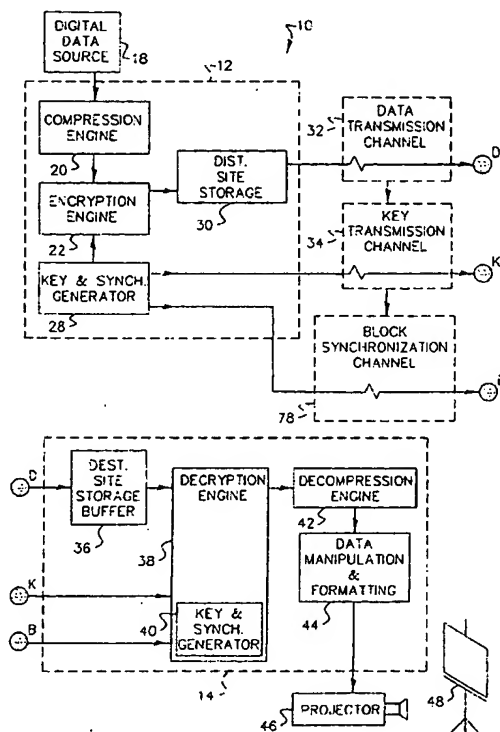 DIGITAL
DATA
SOURCE
18
10
12
COMPRESSION
ENGINE
20
ENCRYPTION
ENGINE
22
KEY & SYNCH.
GENERATOR
28
DIST.
SITE
STORAGE
30
32
DATA
TRANSMISSION
CHANNEL
D
34
KEY
TRANSMISSION
CHANNEL
K
BLOCK
SYNCHRONIZATION
CHANNEL
78
D
DEST.
SITE
STORAGE
BUFFER
36
DECRYPTION
ENGINE
38
DECOMPRESSION
ENGINE
42
DATA
MANIPULATION
&
FORMATTING
44
K
40
KEY &
SYNCH.
GENERATOR
B
14
46
PROJECTOR
48